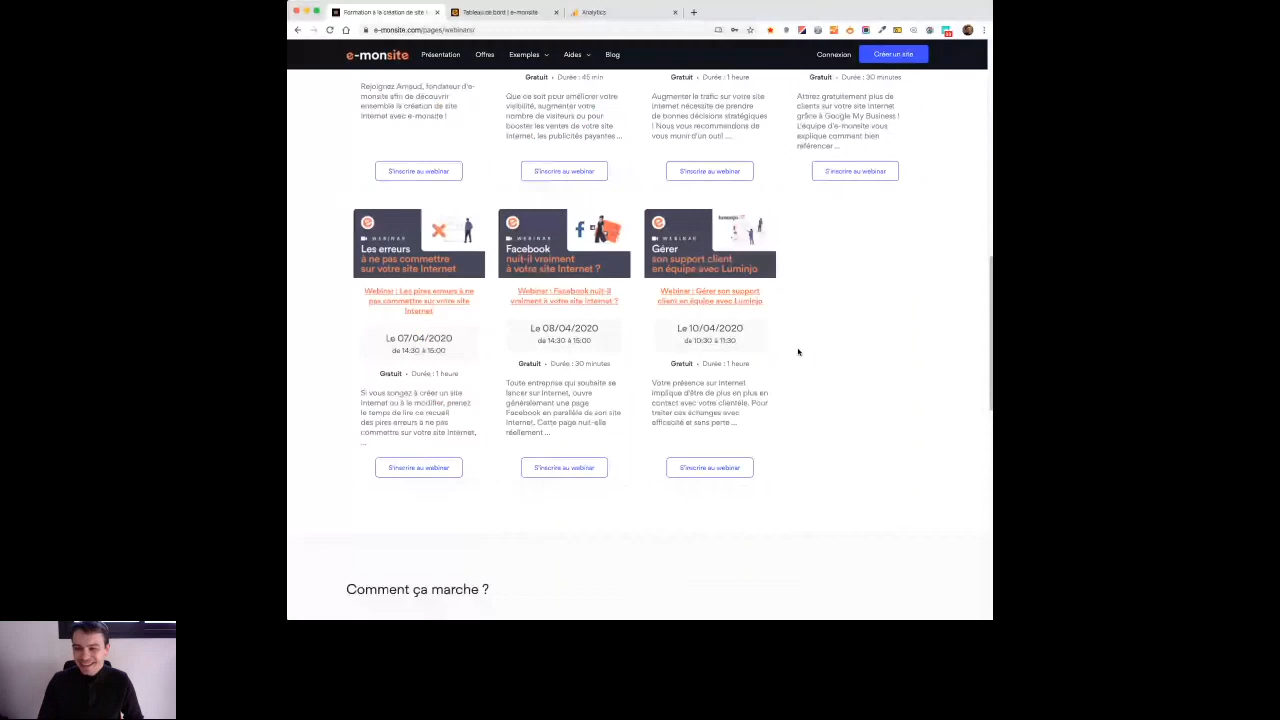 Formation à la création de site
Tableau de bord | e-monsite
Analytics
e-monsite.com/pages/webinars/
e-monsite
Présentation
Offres
Exemples
Aides
Blog
Connexion
Créer un site
Rejoignez Arnaud, fondateur d'e-
monsite afin de découvrir
ensemble la création de site
Internet avec e-monsite !
S'inscrire au webinar
Gratuit • Durée : 45 min
Que ce soit pour améliorer votre
visibilité, augmenter votre
nombre de visiteurs ou pour
booster les ventes de votre site
Internet, les publicités payantes ...
S'inscrire au webinar
Gratuit • Durée : 1 heure
Augmenter le trafic sur votre site
internet nécessite de prendre
de bonnes décisions stratégiques
! Nous vous recommandons de
vous munir d'un outil ...
S'inscrire au webinar
Gratuit • Durée : 30 minutes
Attirez gratuitement plus de
clients sur votre site Internet
grâce à Google My Business !
L'équipe d'e-monsite vous
explique comment bien
référencer ...
S'inscrire au webinar
WEBINAR
Les erreurs
à ne pas commettre
sur votre site Internet
Webinar : Les pires erreurs à ne
pas commettre sur votre site
Internet
Le 07/04/2020
de 14:30 à 15:00
Gratuit • Durée : 1 heure
Si vous songez à créer un site
Internet ou à le modifier, prenez
le temps de lire ce recueil
des pires erreurs à ne pas
commettre sur votre site Internet,
...
S'inscrire au webinar
WEBINAR
Facebook
nuit-il vraiment
à votre site Internet ?
Webinar : Facebook nuit-il
vraiment à votre site Internet ?
Le 08/04/2020
de 14:30 à 15:00
Gratuit • Durée : 30 minutes
Toute entreprise qui souhaite se
lancer sur Internet, ouvre
généralement une page
Facebook en parallèle de son site
Internet. Cette page nuit-elle
réellement ...
S'inscrire au webinar
WEBINAR
Gérer
son support client
en équipe avec Luminjo
Webinar : Gérer son support
client en équipe avec Luminjo
Le 10/04/2020
de 10:30 à 11:30
Gratuit • Durée : 1 heure
Votre présence sur Internet
implique d'être de plus en plus en
contact avec votre clientèle. Pour
traiter ces échanges avec
efficacité et sans perte ...
S'inscrire au webinar
Comment ça marche ?